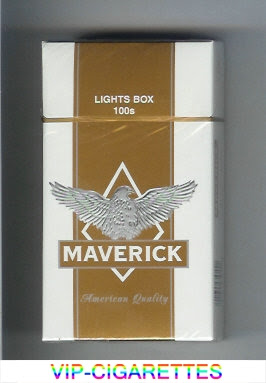 LIGHTS BOX
100s
MAVERICK
American Quality
VIP-CIGARETTES